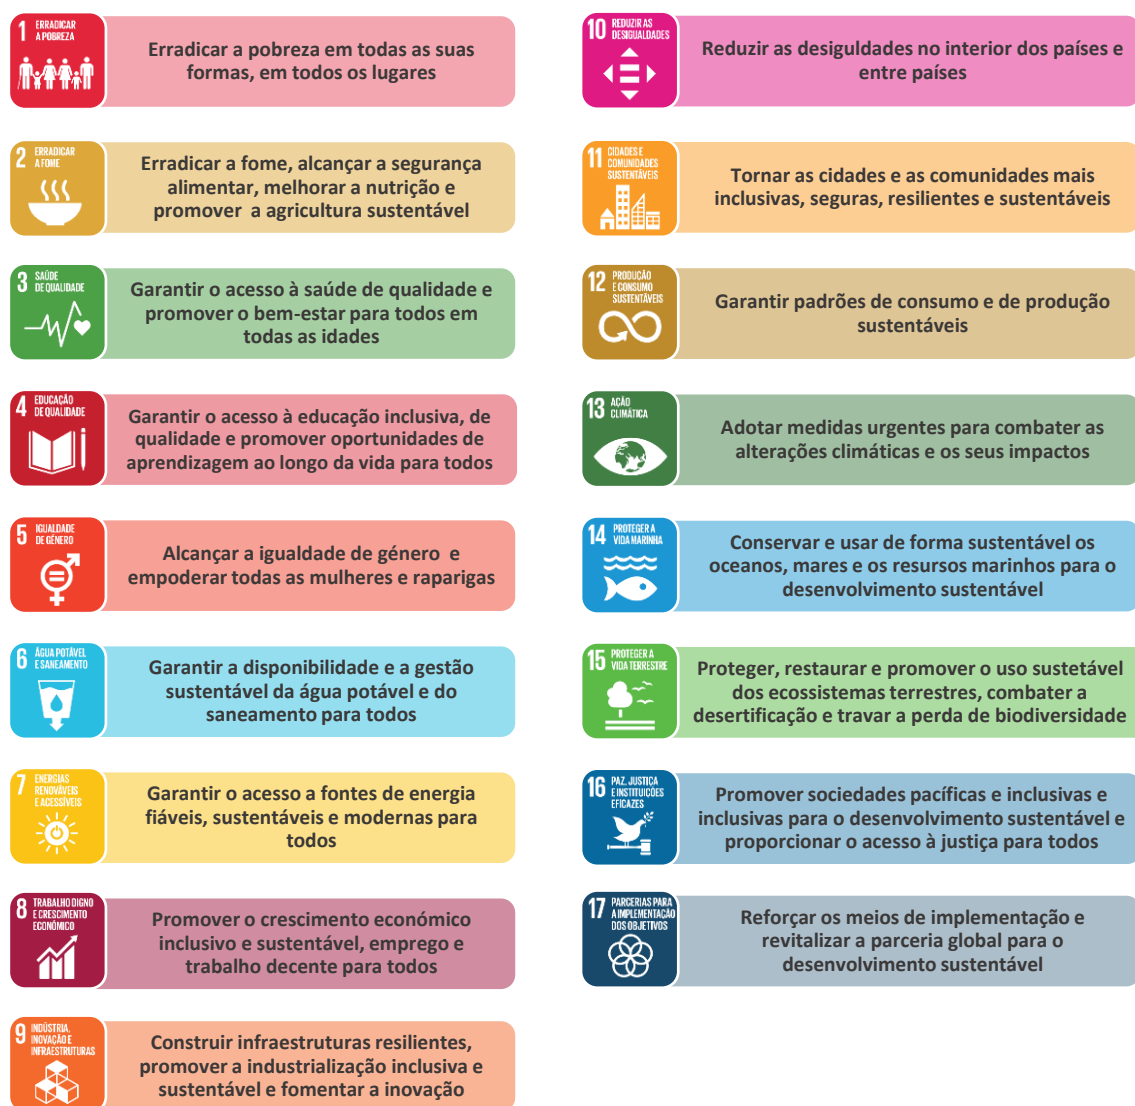 1 ERRADICAR
A POBREZA
Erradicar a pobreza em todas as suas
formas, em todos os lugares
2 ERRADICAR
A FOME
Erradicar a fome, alcançar a segurança
alimentar, melhorar a nutrição e
promover a agricultura sustentável
3 SAÚDE
DE QUALIDADE
Garantir o acesso à saúde de qualidade e
promover o bem-estar para todos em
todas as idades
4 EDUCAÇÃO
DE QUALIDADE
Garantir o acesso à educação inclusiva, de
qualidade e promover oportunidades de
aprendizagem ao longo da vida para todos
5 IGUALDADE
DE GÉNERO
Alcançar a igualdade de género e
empoderar todas as mulheres e raparigas
6 ÁGUA POTÁVEL
E SANEAMENTO
Garantir a disponibilidade e a gestão
sustentável da água potável e do
saneamento para todos
7 ENERGIAS
RENOVÁVEIS
E ACESSÍVEIS
Garantir o acesso a fontes de energia
fiáveis, sustentáveis e modernas para
todos
8 TRABALHO DIGNO
E CRESCIMENTO
ECONÓMICO
Promover o crescimento económico
inclusivo e sustentável, emprego e
trabalho decente para todos
9 INDÚSTRIA,
INOVAÇÃO E
INFRAESTRUTURAS
Construir infraestruturas resilientes,
promover a industrialização inclusiva e
sustentável e fomentar a inovação
10 REDUZIR AS
DESIGUALDADES
Reduzir as desiguldades no interior dos países e
entre países
11 CIDADES E
COMUNIDADES
SUSTENTÁVEIS
Tornar as cidades e as comunidades mais
inclusivas, seguras, resilientes e sustentáveis
12 PRODUÇÃO
E CONSUMO
SUSTENTÁVEIS
Garantir padrões de consumo e de produção
sustentáveis
13 AÇÃO
CLIMÁTICA
Adotar medidas urgentes para combater as
alterações climáticas e os seus impactos
14 PROTEGER A
VIDA MARINHA
Conservar e usar de forma sustentável os
oceanos, mares e os resursos marinhos para o
desenvolvimento sustentável
15 PROTEGER A
VIDA TERRESTRE
Proteger, restaurar e promover o uso sustetável
dos ecossistemas terrestres, combater a
desertificação e travar a perda de biodiversidade
16 PAZ, JUSTIÇA
E INSTITUIÇÕES
EFICAZES
Promover sociedades pacíficas e inclusivas e
inclusivas para o desenvolvimento sustentável e
proporcionar o acesso à justiça para todos
17 PARCERIAS PARA
A IMPLEMENTAÇÃO
DOS OBJETIVOS
Reforçar os meios de implementação e
revitalizar a parceria global para o
desenvolvimento sustentável